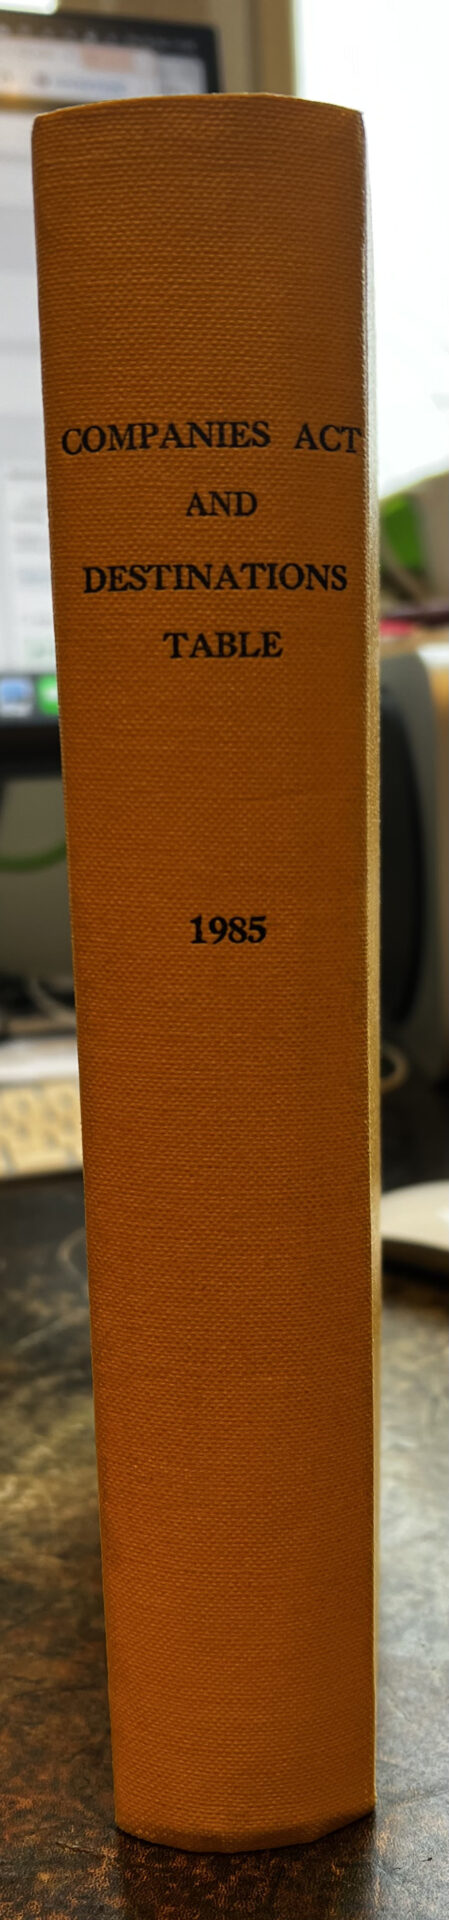 COMPANIES ACT
AND
DESTINATIONS
TABLE
1985